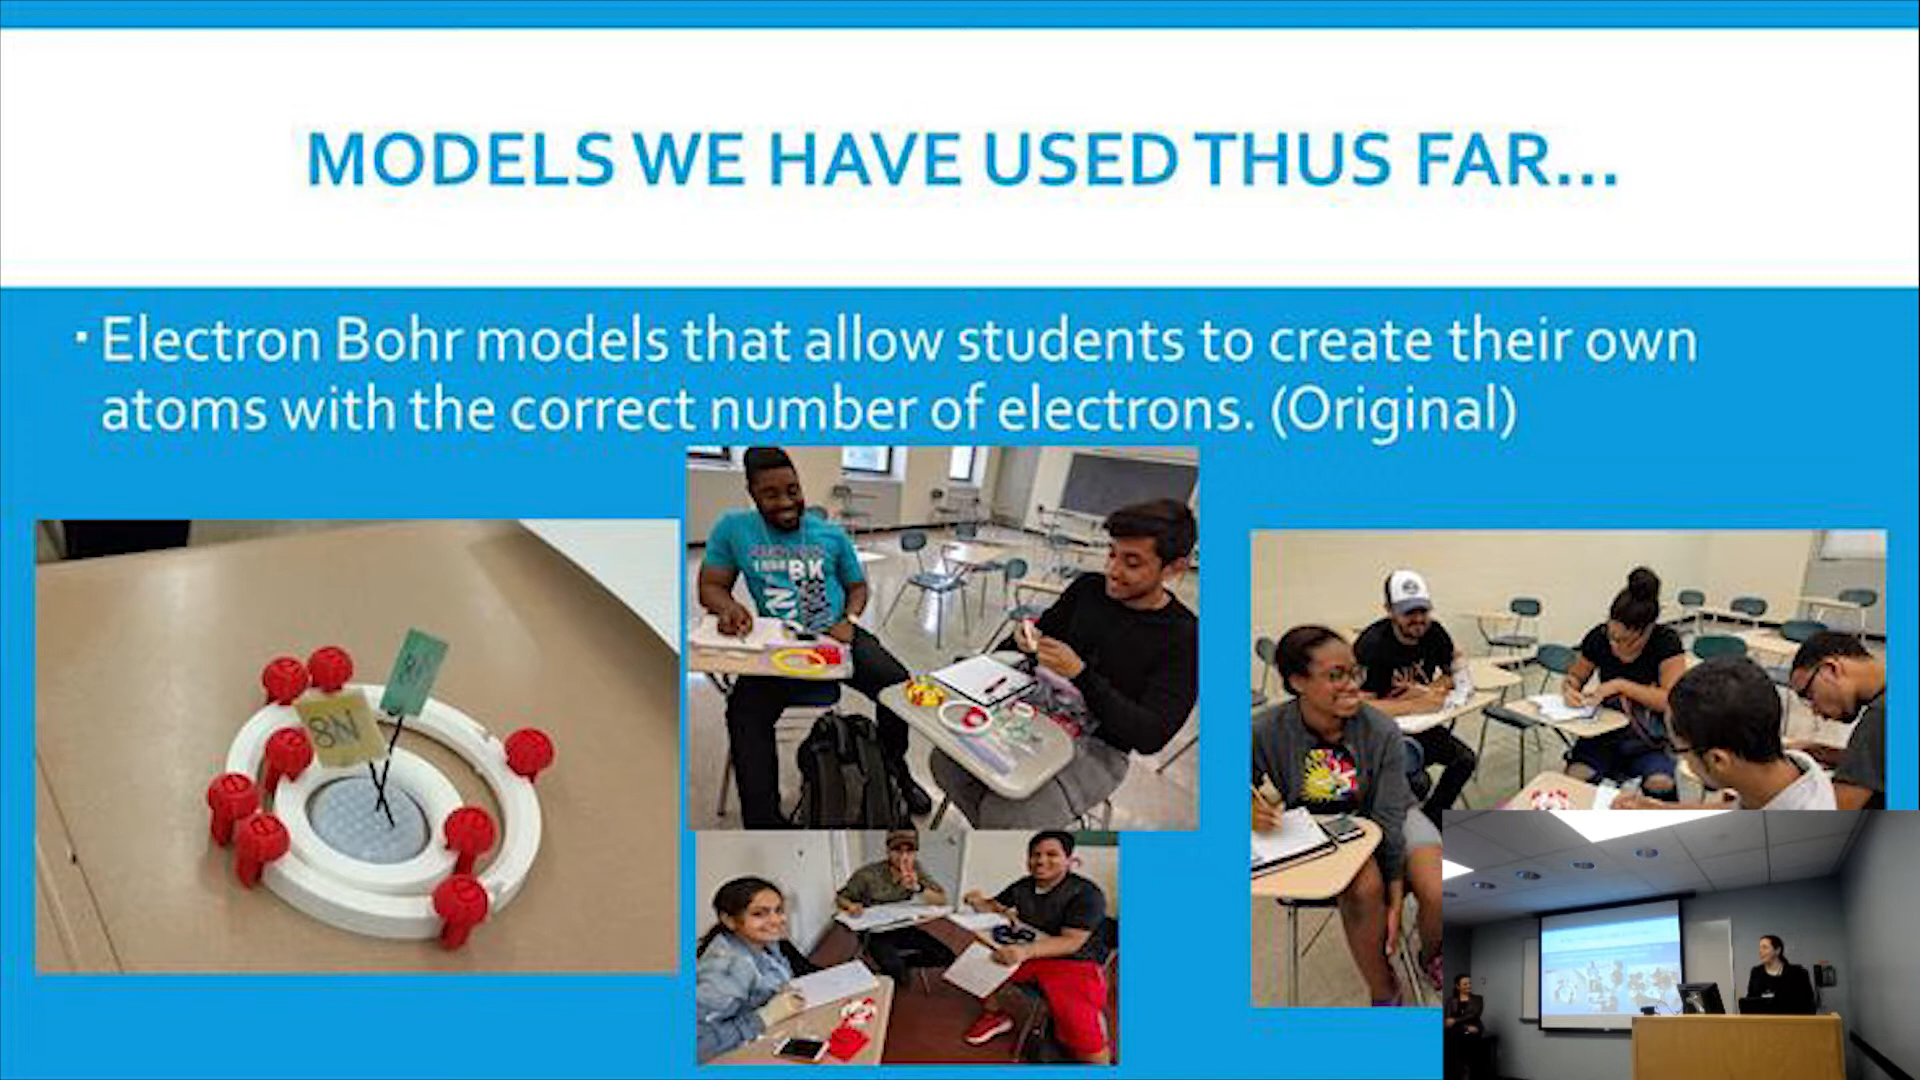 MODELS WE HAVE USED THUS FAR...
▪ Electron Bohr models that allow students to create their own
atoms with the correct number of electrons. (Original)
8N
BK